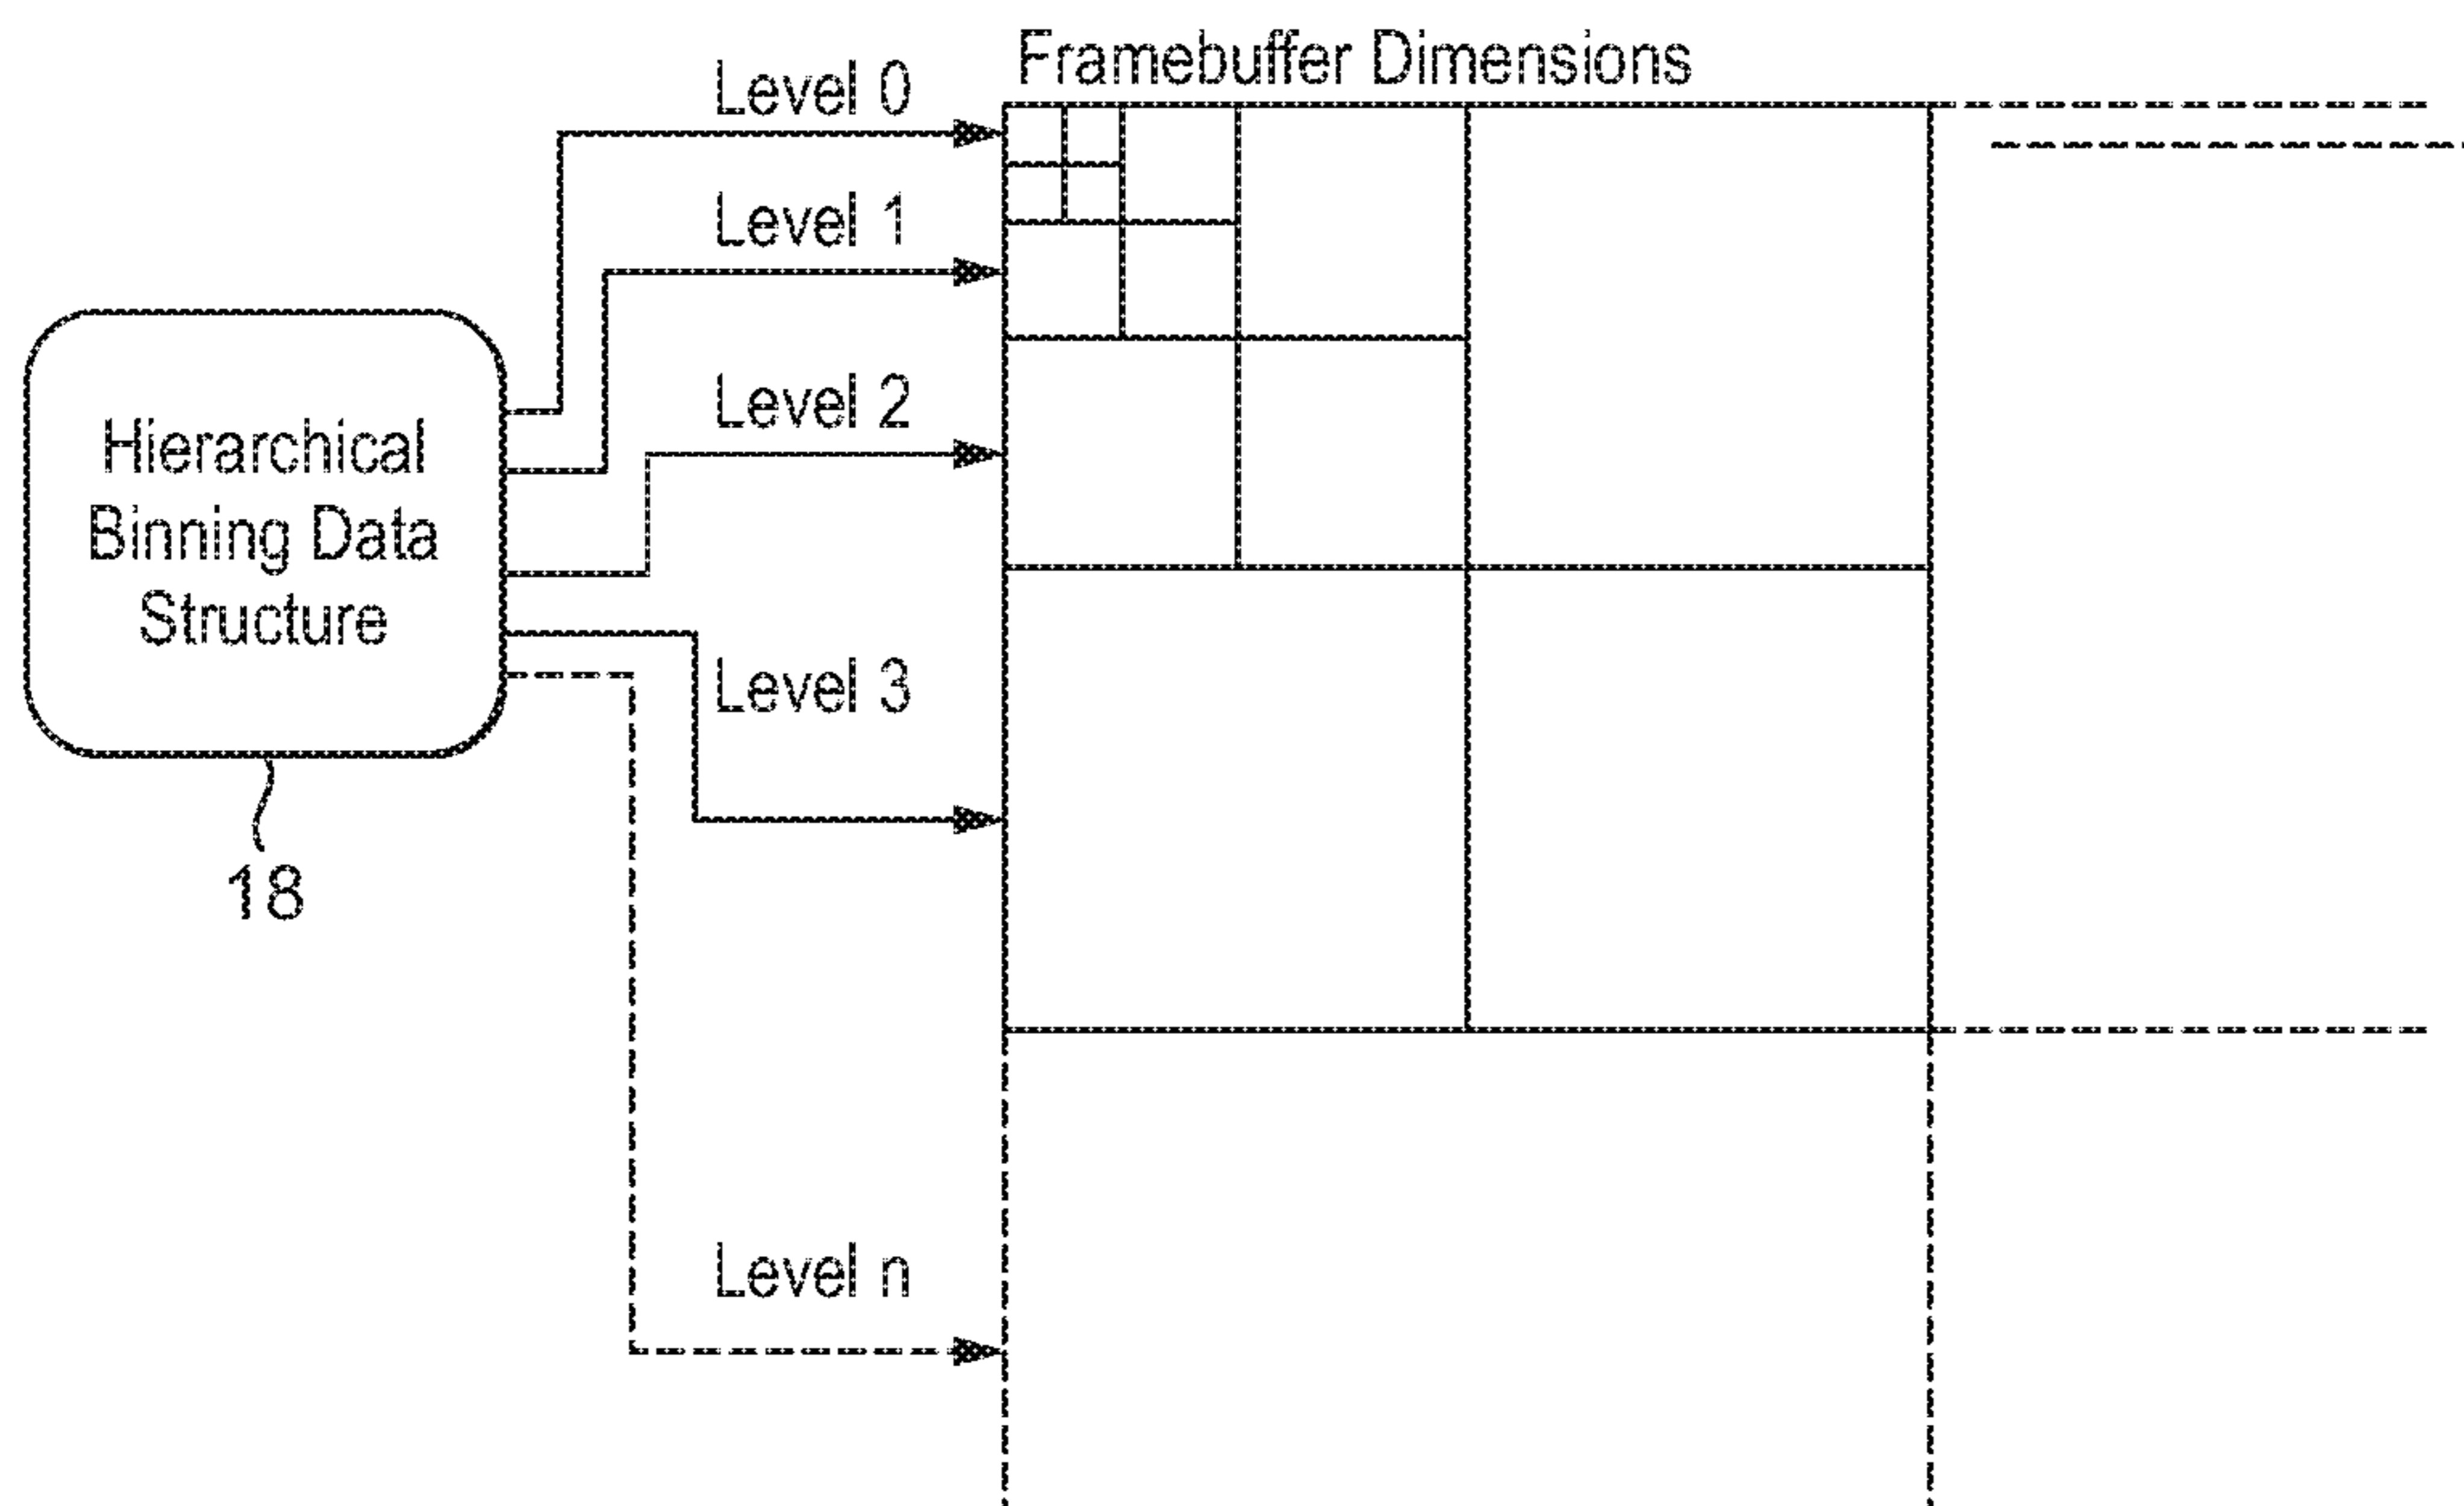 Framebuffer Dimensions
Level 0
Level 1
Level 2
Hierarchical
Binning Data
Structure
Level 3
18
Level n